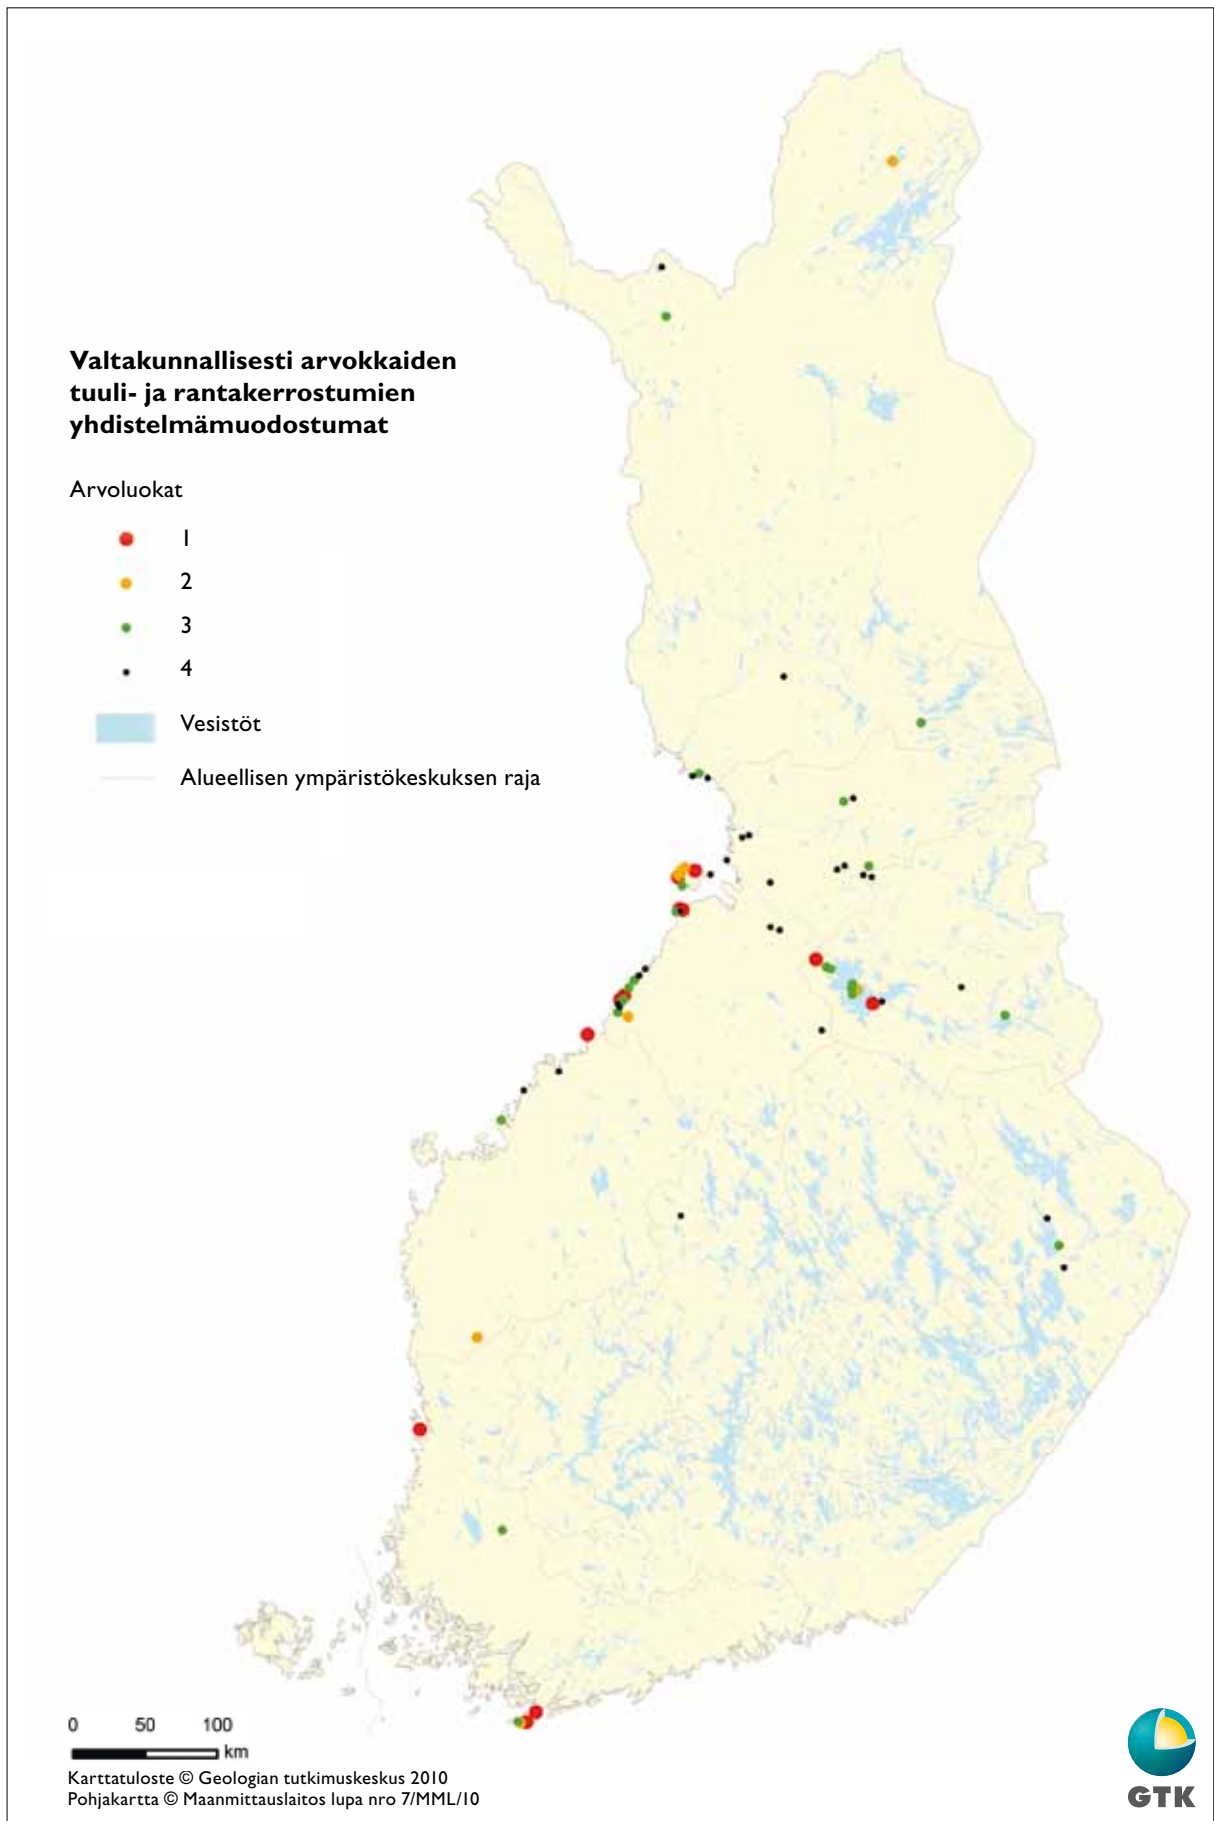 Valtakunnallisesti arvokkaiden
tuuli- ja rantakerrostumien
yhdistelmämuodostumat
Arvoluokat
1
2
3
4
Vesistöt
Alueellisen ympäristökeskuksen raja
0 50 100
km
Karttatuloste © Geologian tutkimuskeskus 2010
Pohjakartta © Maanmittauslaitos lupa nro 7/MML/10
GTK